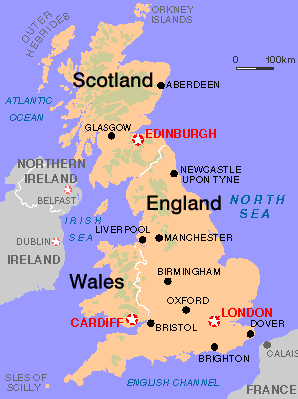 ORKNEY
ISLANDS
OUTER
HEBRIDES
0 100km
Scotland
ABERDEEN
ATLANTIC
OCEAN
GLASGOW
EDINBURGH
NORTHERN
IRELAND
NEWCASTLE
UPON TYNE
BELFAST
England
NORTH
SEA
IRISH
SEA
LIVERPOOL
MANCHESTER
DUBLIN
IRELAND
Wales
BIRMINGHAM
OXFORD
CARDIFF
LONDON
BRISTOL
DOVER
BRIGHTON
CALAIS
SLES OF
SCILLY
ENGLISH CHANNEL
FRANCE